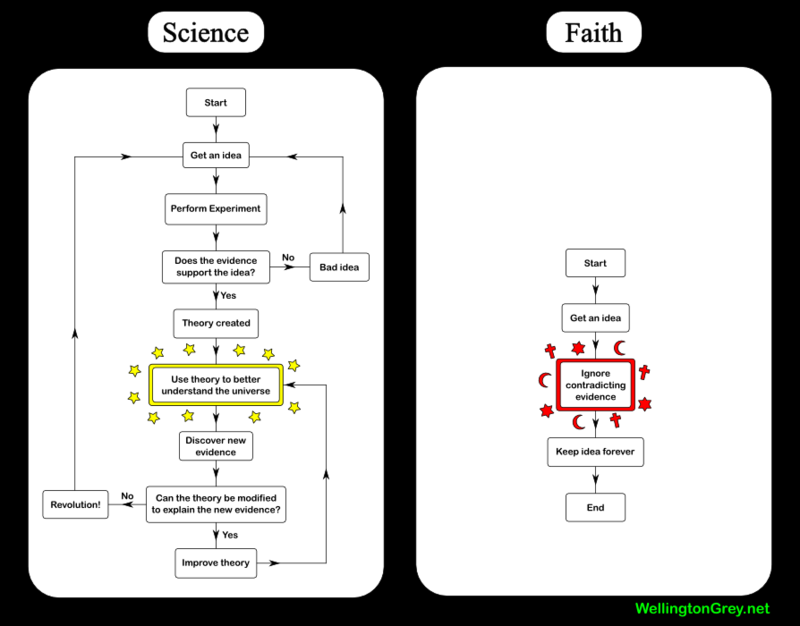 Science
Start
Get an idea
Perform Experiment
Does the evidence
support the idea?
No
Bad idea
Yes
Theory created
Use theory to better
understand the universe
Discover new
evidence
Can the theory be modified
to explain the new evidence?
No
Revolution!
Yes
Improve theory
Faith
Start
Get an idea
Ignore
contradicting
evidence
Keep idea forever
End
WellingtonGrey.net